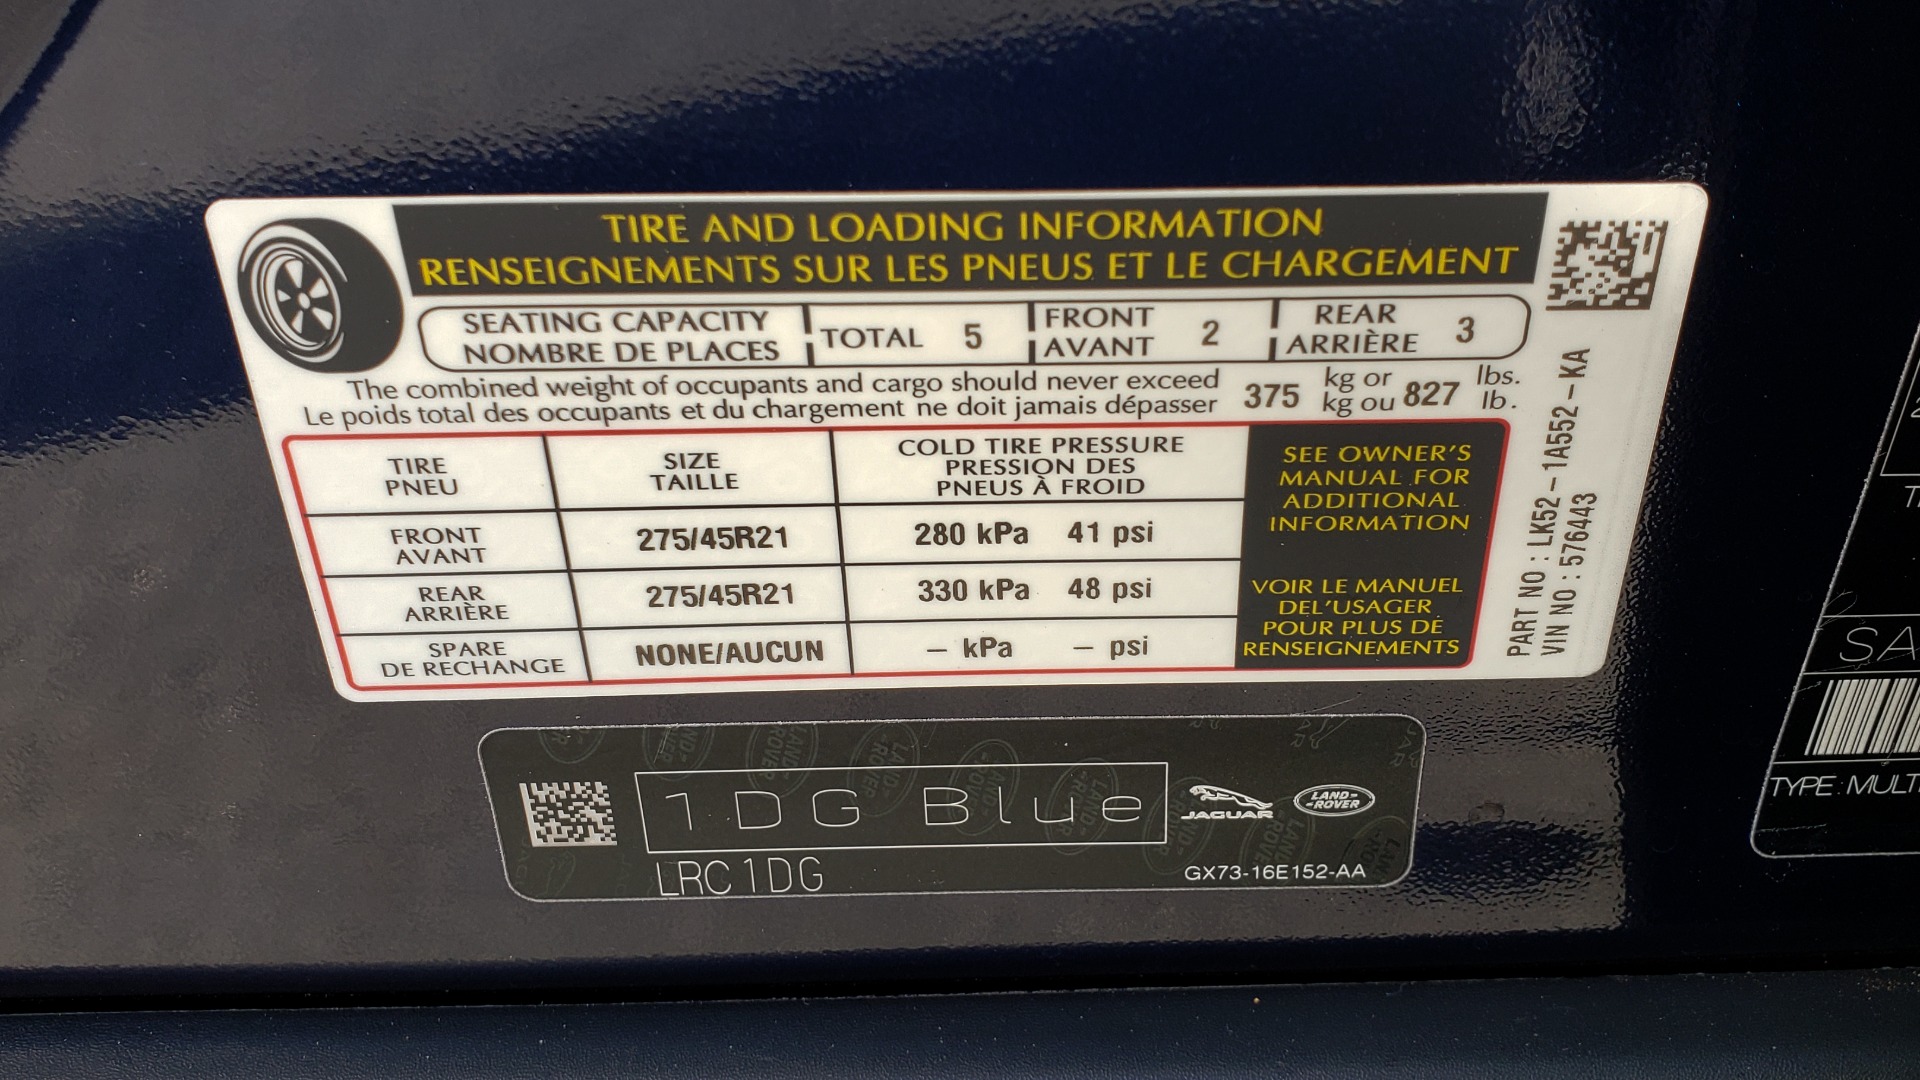 TIRE AND LOADING INFORMATION
RENSEIGNEMENTS SUR LES PNEUS ET LE CHARGEMENT
SEATING CAPACITY
NOMBRE DE PLACES
TOTAL 5
FRONT
AVANT
2
REAR
ARRIÈRE
3
The combined weight of occupants and cargo should never exceed
Le poids total des occupants et du chargement ne doit jamais dépasser
375 kg or 827 lbs.
kg ou lb.
TIRE
PNEU
SIZE
TAILLE
COLD TIRE PRESSURE
PRESSION DES
PNEUS À FROID
FRONT
AVANT
275/45R21
280 kPa 41 psi
REAR
ARRIÈRE
275/45R21
330 kPa 48 psi
SPARE
DE RECHANGE
NONE/AUCUN
– kPa – psi
SEE OWNER'S
MANUAL FOR
ADDITIONAL
INFORMATION
VOIR LE MANUEL
DEL'USAGER
POUR PLUS DE
RENSEIGNEMENTS
PART NO : LK52-1A552-KA
VIN NO : 576443
1DG Blue
LRC1DG
JAGUAR
LAND-
-ROVER
GX73-16E152-AA
SA
TYPE: MULT